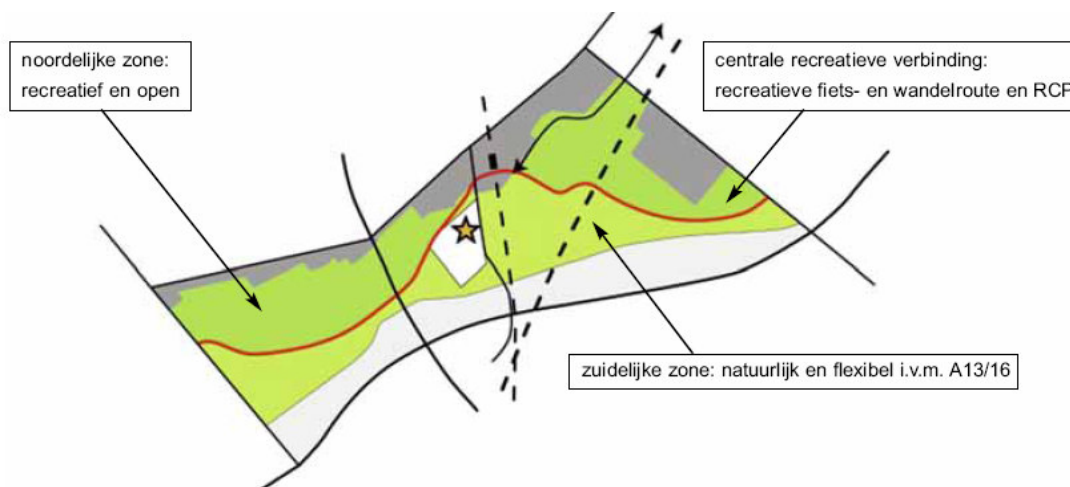 noordelijke zone:
recreatief en open
centrale recreatieve verbinding:
recreatieve fiets- en wandelroute en RCP
zuidelijke zone: natuurlijk en flexibel i.v.m. A13/16